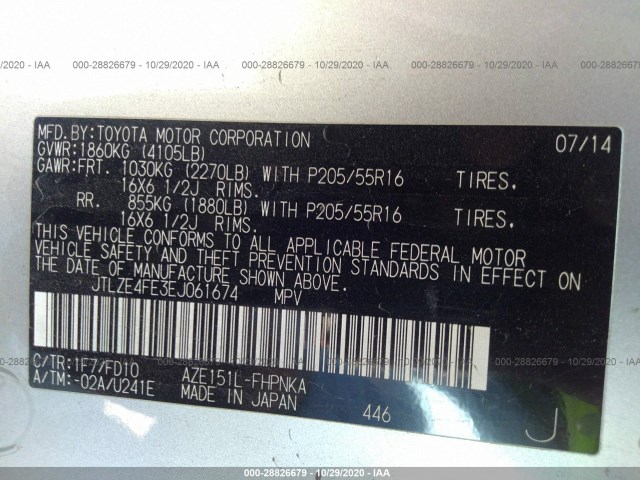 000-28826679 - 10/29/2020 - IAA
MFD.BY:TOYOTA MOTOR CORPORATION 07/14
GVWR:1860KG (4105LB)
GAWR:FRT. 1030KG (2270LB) WITH P205/55R16 TIRES.
16X6 1/2J RIMS.
RR. 855KG (1880LB) WITH P205/55R16 TIRES.
16X6 1/2J RIMS.
THIS VEHICLE CONFORMS TO ALL APPLICABLE FEDERAL MOTOR
VEHICLE SAFETY AND THEFT PREVENTION STANDARDS IN EFFECT ON
THE DATE OF MANUFACTURE SHOWN ABOVE.
JTLZE4FE3EJ061674 MPV
C/TR:1F7/FD10 AZE151L-FHPNKA
A/TM:-02A/U241E MADE IN JAPAN 446 J
000-28826679 - 10/29/2020 - IAA